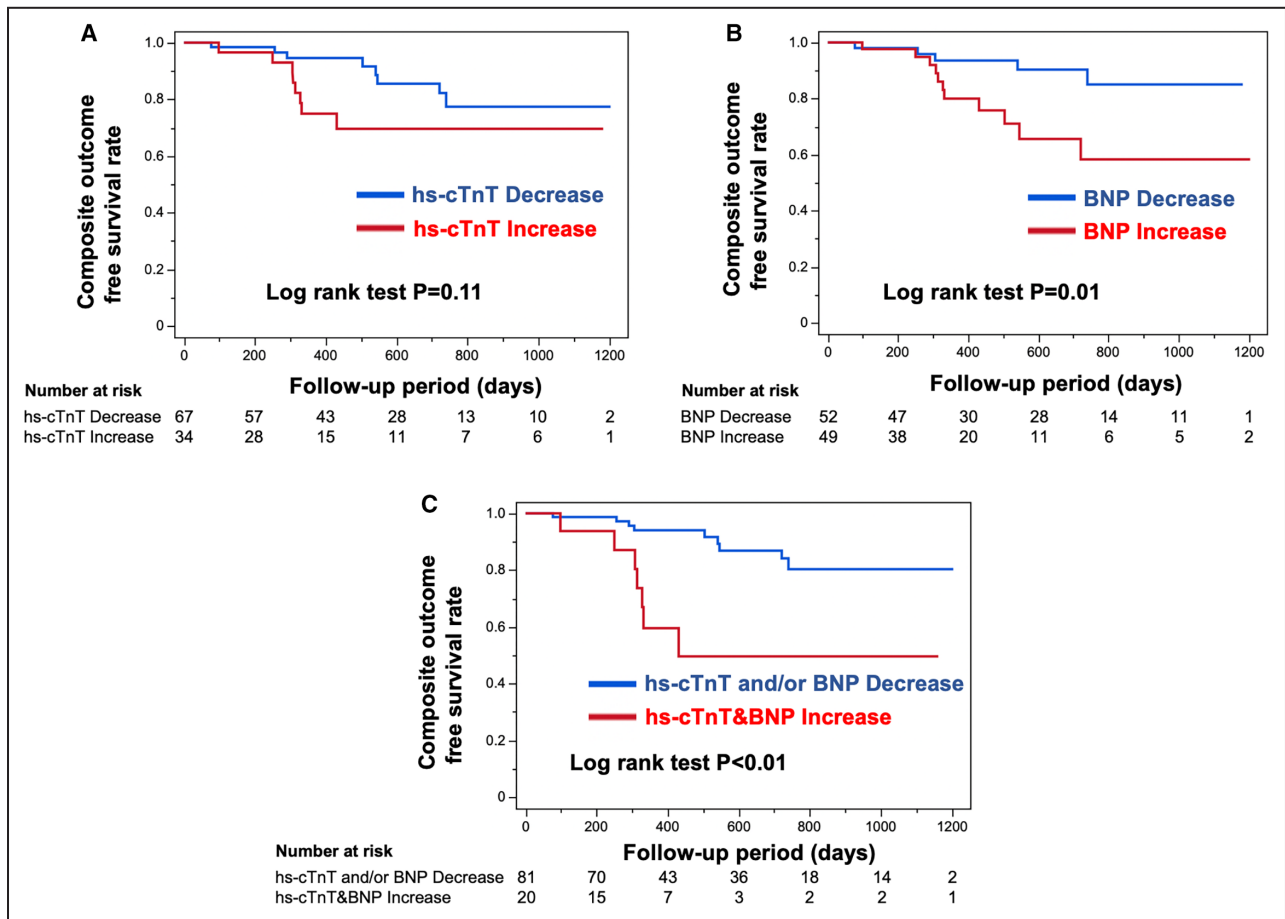 A
Composite outcome
free survival rate
1.0
0.8
0.6
0.4
0.2
0
hs-cTnT Decrease
hs-cTnT Increase
Log rank test P=0.11
0 200 400 600 800 1000 1200
Follow-up period (days)
Number at risk
hs-cTnT Decrease 67 57 43 28 13 10 2
hs-cTnT Increase 34 28 15 11 7 6 1
B
Composite outcome
free survival rate
1.0
0.8
0.6
0.4
0.2
0
BNP Decrease
BNP Increase
Log rank test P=0.01
0 200 400 600 800 1000 1200
Follow-up period (days)
Number at risk
BNP Decrease 52 47 30 28 14 11 1
BNP Increase 49 38 20 11 6 5 2
C
Composite outcome
free survival rate
1.0
0.8
0.6
0.4
0.2
0
hs-cTnT and/or BNP Decrease
hs-cTnT&BNP Increase
Log rank test P<0.01
0 200 400 600 800 1000 1200
Follow-up period (days)
Number at risk
hs-cTnT and/or BNP Decrease 81 70 43 36 18 14 2
hs-cTnT&BNP Increase 20 15 7 3 2 2 1